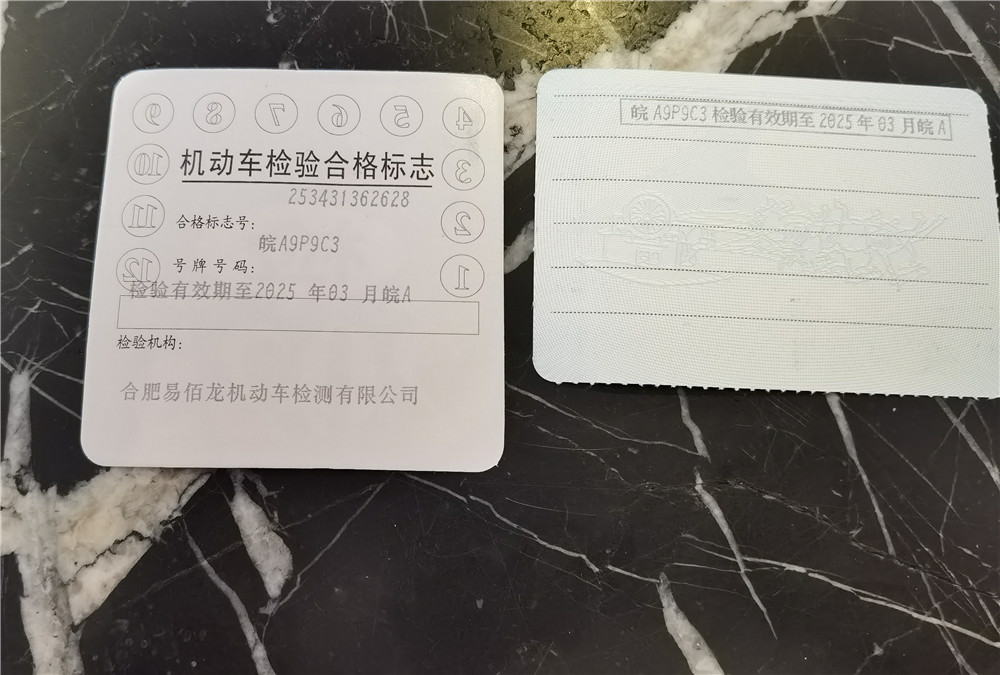 9 8 7 6 5 4
10 3
11 2
12 1
机动车检验合格标志
253431362628
合格标志号:
皖A9P9C3
号牌号码:
检验有效期至2025 年03 月皖A
检验机构:
合肥易佰龙机动车检测有限公司
皖 A9P9C3 检验有效期至 2025 年 03 月皖 A